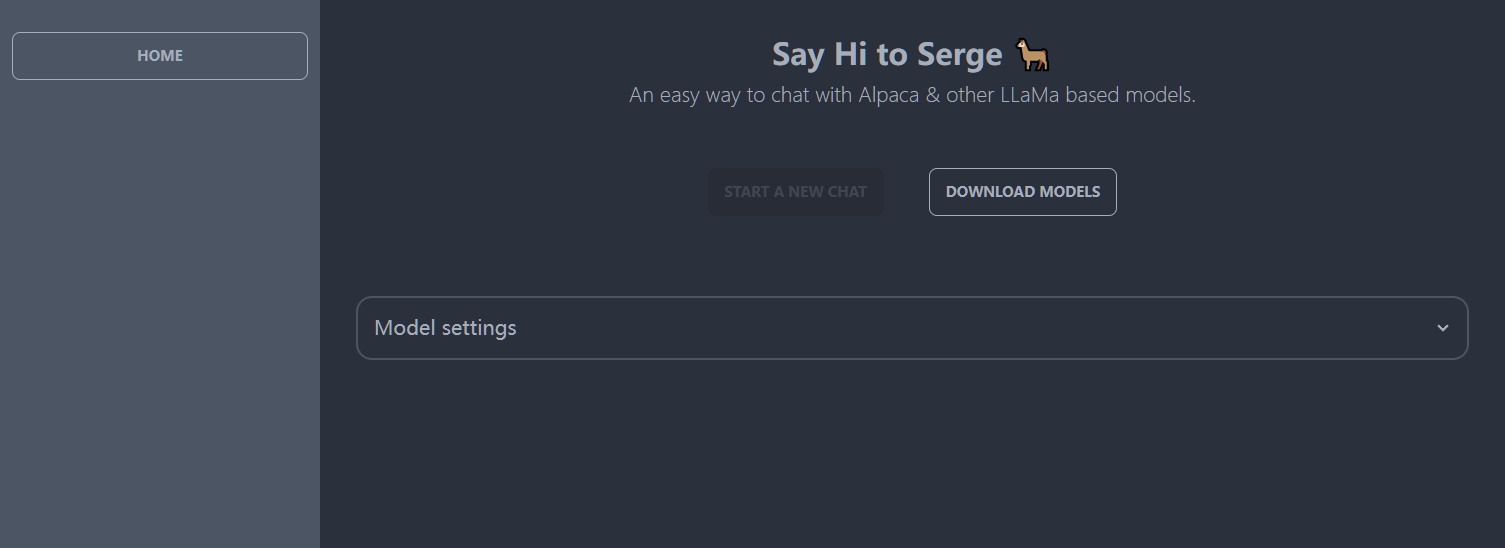 HOME
Say Hi to Serge 🦙
An easy way to chat with Alpaca & other LLaMa based models.
START A NEW CHAT
DOWNLOAD MODELS
Model settings